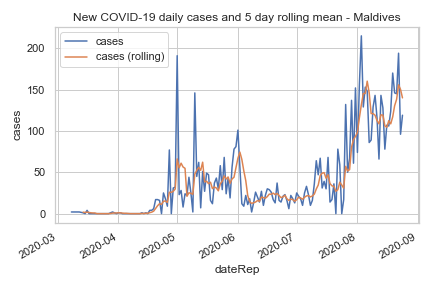 New COVID-19 daily cases and 5 day rolling mean - Maldives
cases
cases (rolling)
200
150
100
50
0
cases
2020-03
2020-04
2020-05
2020-06
2020-07
2020-08
2020-09
dateRep